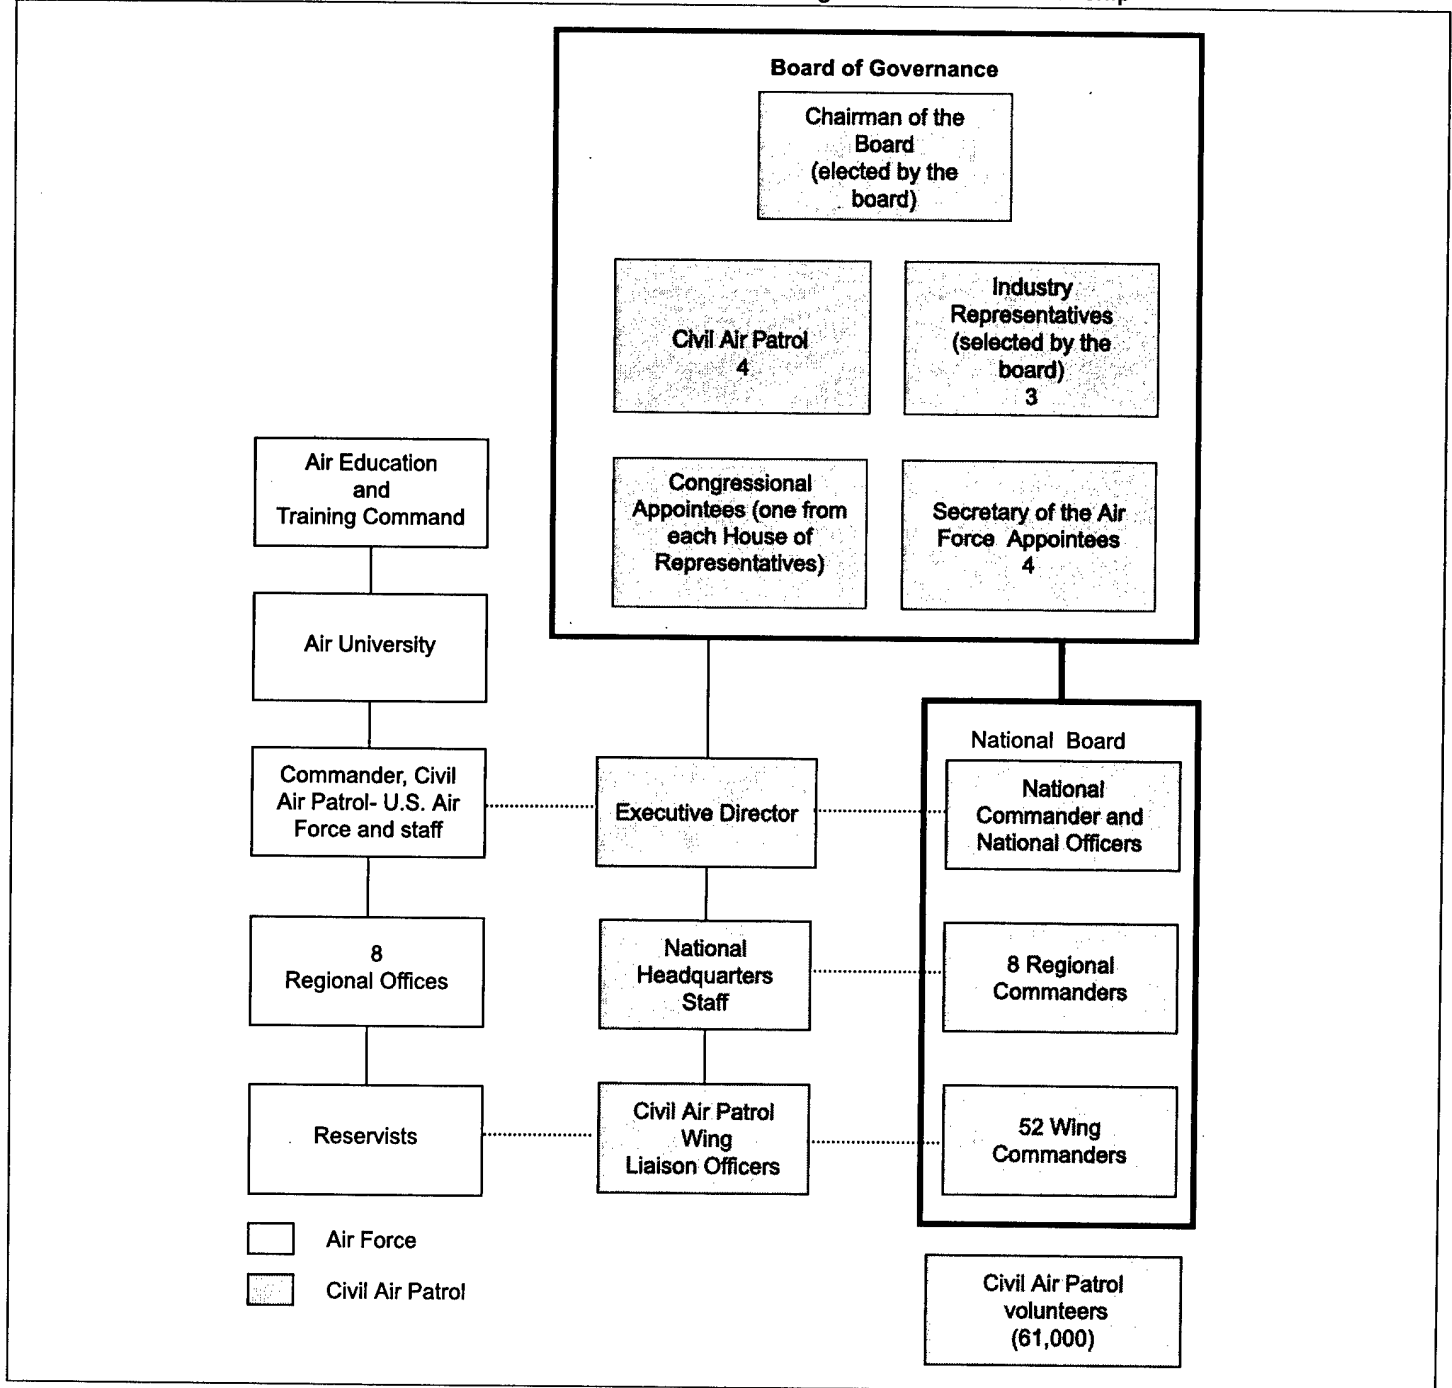 Board of Governance
Chairman of the
Board
(elected by the
board)
Civil Air Patrol
4
Industry
Representatives
(selected by the
board)
3
Congressional
Appointees (one from
each House of
Representatives)
Secretary of the Air
Force Appointees
4
Air Education
and
Training Command
Air University
Commander, Civil
Air Patrol- U.S. Air
Force and staff
8
Regional Offices
Reservists
Executive Director
National
Headquarters
Staff
Civil Air Patrol
Wing
Liaison Officers
National Board
National
Commander and
National Officers
8 Regional
Commanders
52 Wing
Commanders
Civil Air Patrol
volunteers
(61,000)
Air Force
Civil Air Patrol